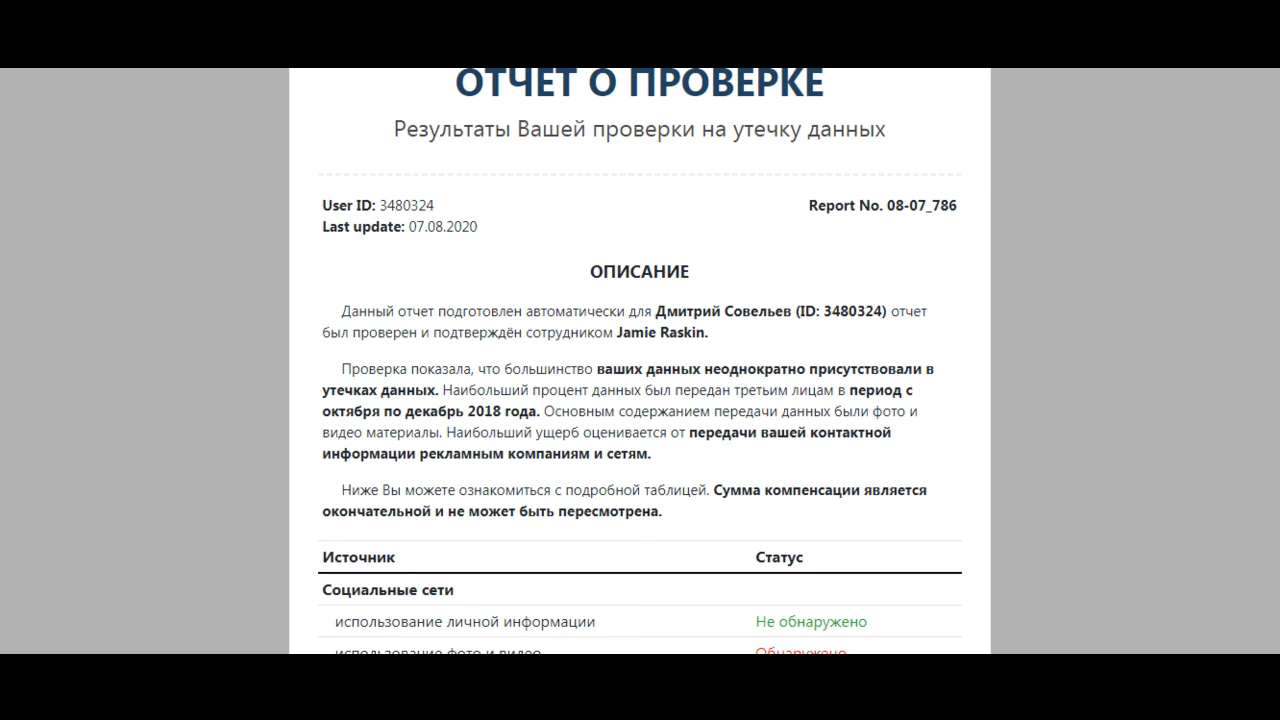 ОТЧЕТ О ПРОВЕРКЕ
Результаты Вашей проверки на утечку данных
User ID: 3480324
Report No. 08-07_786
Last update: 07.08.2020
ОПИСАНИЕ
Данный отчет подготовлен автоматически для Дмитрий Совельев (ID: 3480324) отчет
был проверен и подтверждён сотрудником Jamie Raskin.
Проверка показала, что большинство ваших данных неоднократно присутствовали в
утечках данных. Наибольший процент данных был передан третьим лицам в период с
октября по декабрь 2018 года. Основным содержанием передачи данных были фото и
видео материалы. Наибольший ущерб оценивается от передачи вашей контактной
информации рекламным компаниям и сетям.
Ниже Вы можете ознакомиться с подробной таблицей. Сумма компенсации является
окончательной и не может быть пересмотрена.
Источник Статус
Социальные сети
использование личной информации Не обнаружено
использование фото и видео Обнаружено